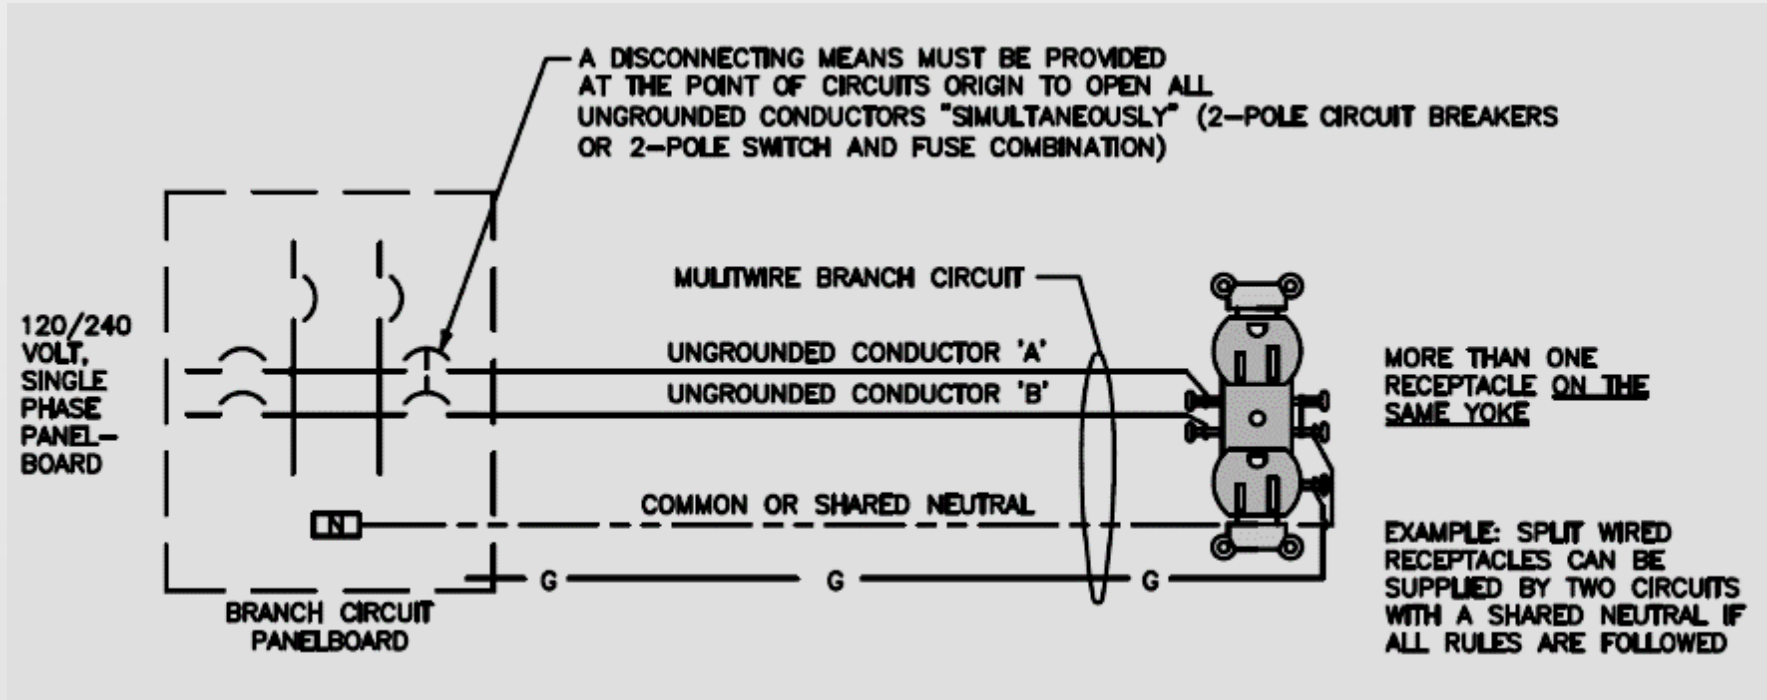 A DISCONNECTING MEANS MUST BE PROVIDED
AT THE POINT OF CIRCUITS ORIGIN TO OPEN ALL
UNGROUNDED CONDUCTORS "SIMULTANEOUSLY" (2-POLE CIRCUIT BREAKERS
OR 2-POLE SWITCH AND FUSE COMBINATION)
MULITWIRE BRANCH CIRCUIT
120/240
VOLT,
SINGLE
PHASE
PANEL-
BOARD
UNGROUNDED CONDUCTOR 'A'
UNGROUNDED CONDUCTOR 'B'
MORE THAN ONE
RECEPTACLE ON THE
SAME YOKE
COMMON OR SHARED NEUTRAL
N
G G G
BRANCH CIRCUIT
PANELBOARD
EXAMPLE: SPLIT WIRED
RECEPTACLES CAN BE
SUPPLIED BY TWO CIRCUITS
WITH A SHARED NEUTRAL IF
ALL RULES ARE FOLLOWED